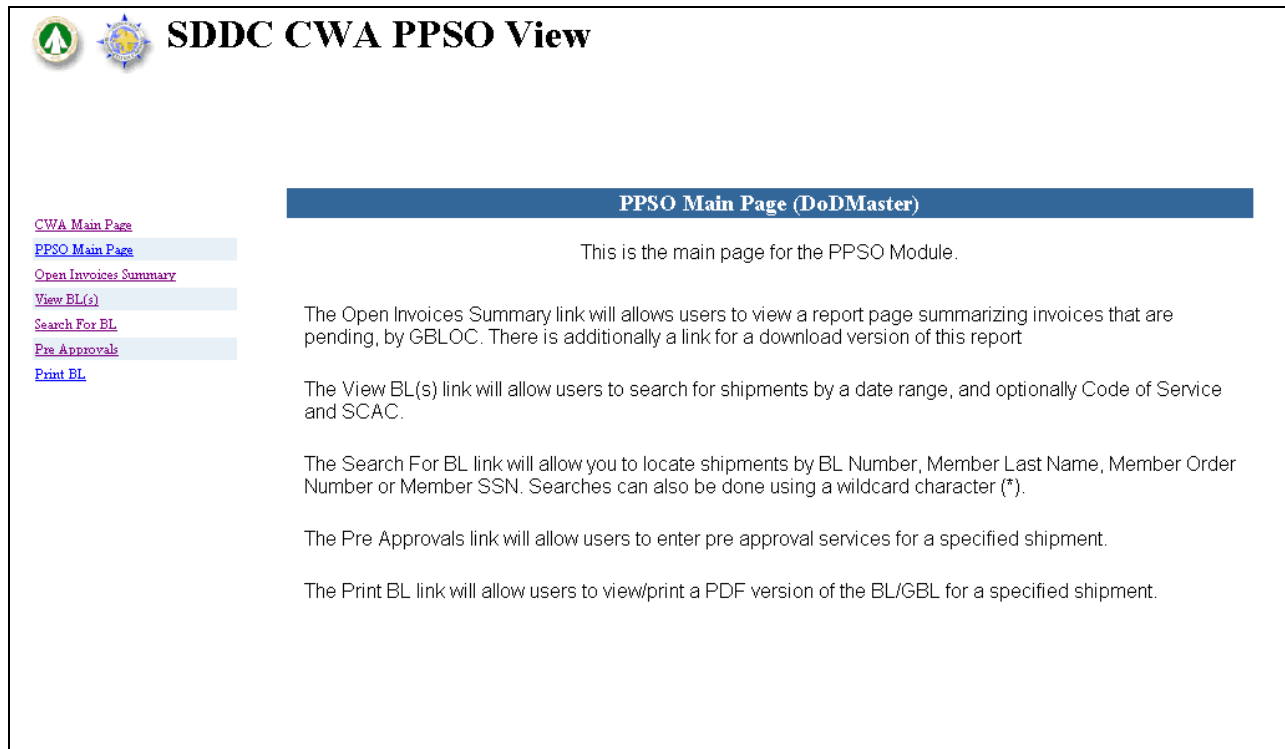 SDDC CWA PPSO View
CWA Main Page
PPSO Main Page
Open Invoices Summary
View BL(s)
Search For BL
Pre Approvals
Print BL
PPSO Main Page (DoDMaster)
This is the main page for the PPSO Module.
The Open Invoices Summary link will allows users to view a report page summarizing invoices that are
pending, by GBLOC. There is additionally a link for a download version of this report
The View BL(s) link will allow users to search for shipments by a date range, and optionally Code of Service
and SCAC.
The Search For BL link will allow you to locate shipments by BL Number, Member Last Name, Member Order
Number or Member SSN. Searches can also be done using a wildcard character (*).
The Pre Approvals link will allow users to enter pre approval services for a specified shipment.
The Print BL link will allow users to view/print a PDF version of the BL/GBL for a specified shipment.